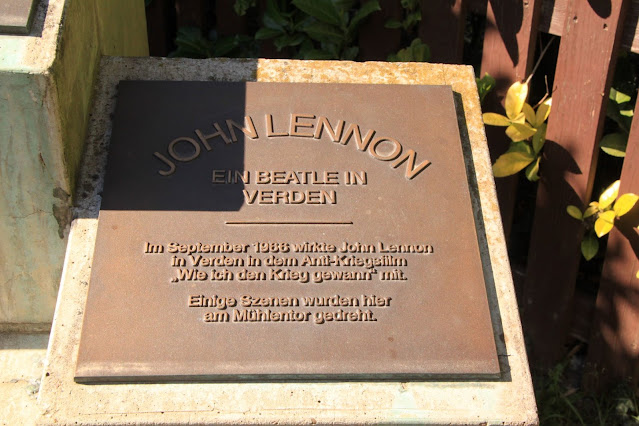 JOHN LENNON
EIN BEATLE IN
VERDEN
Im September 1966 wirkte John Lennon
in Verden in dem Anti-Kriegsfilm
„Wie ich den Krieg gewann“ mit.
Einige Szenen wurden hier
am Mühlentor gedreht.